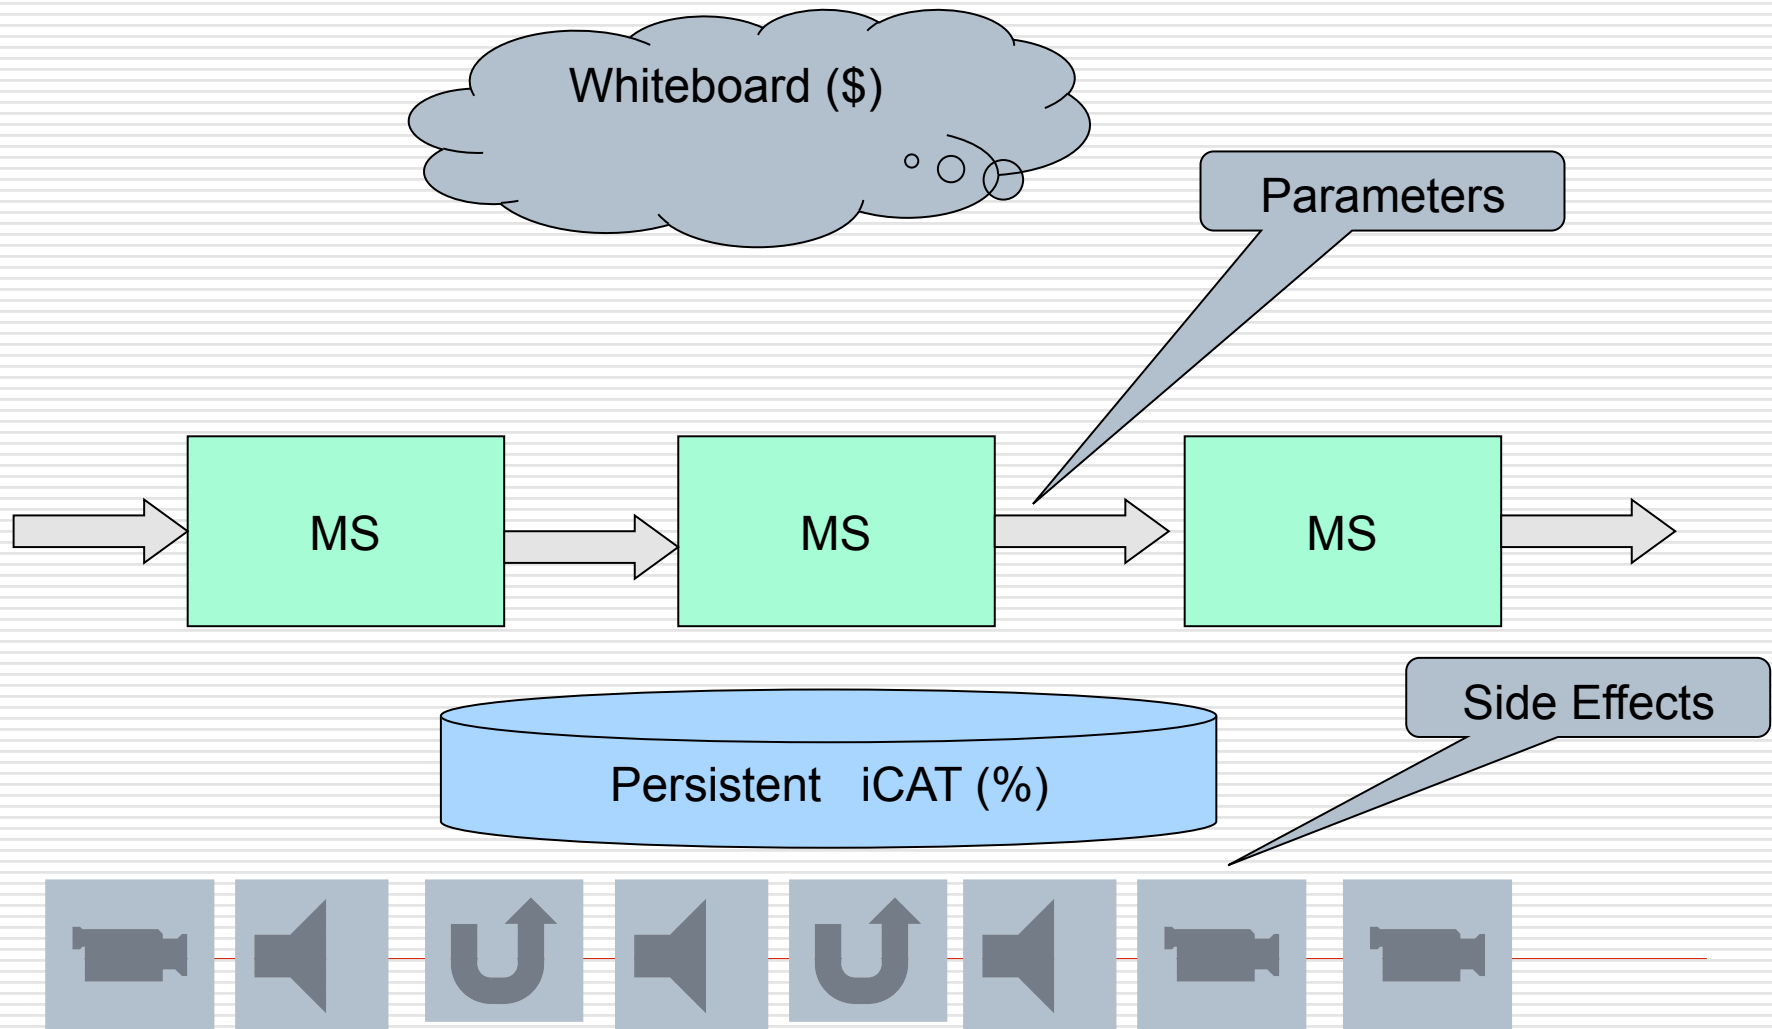 Whiteboard ($)
Parameters
MS
MS
MS
Side Effects
Persistent iCAT (%)